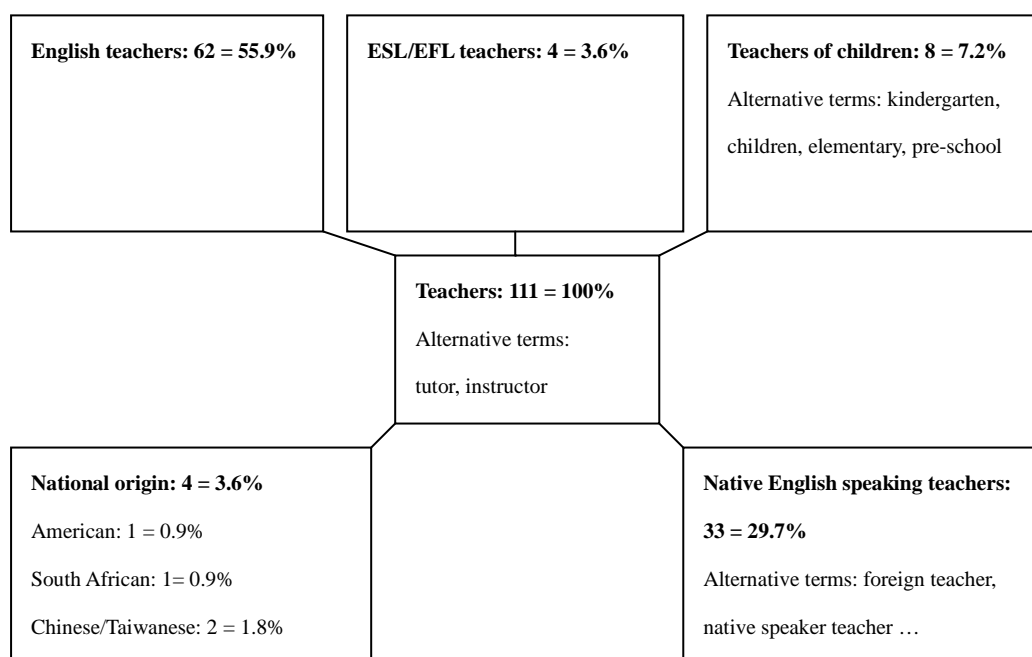 English teachers: 62 = 55.9%
ESL/EFL teachers: 4 = 3.6%
Teachers of children: 8 = 7.2%
Alternative terms: kindergarten,
children, elementary, pre-school
Teachers: 111 = 100%
Alternative terms:
tutor, instructor
National origin: 4 = 3.6%
American: 1 = 0.9%
South African: 1= 0.9%
Chinese/Taiwanese: 2 = 1.8%
Native English speaking teachers:
33 = 29.7%
Alternative terms: foreign teacher,
native speaker teacher …